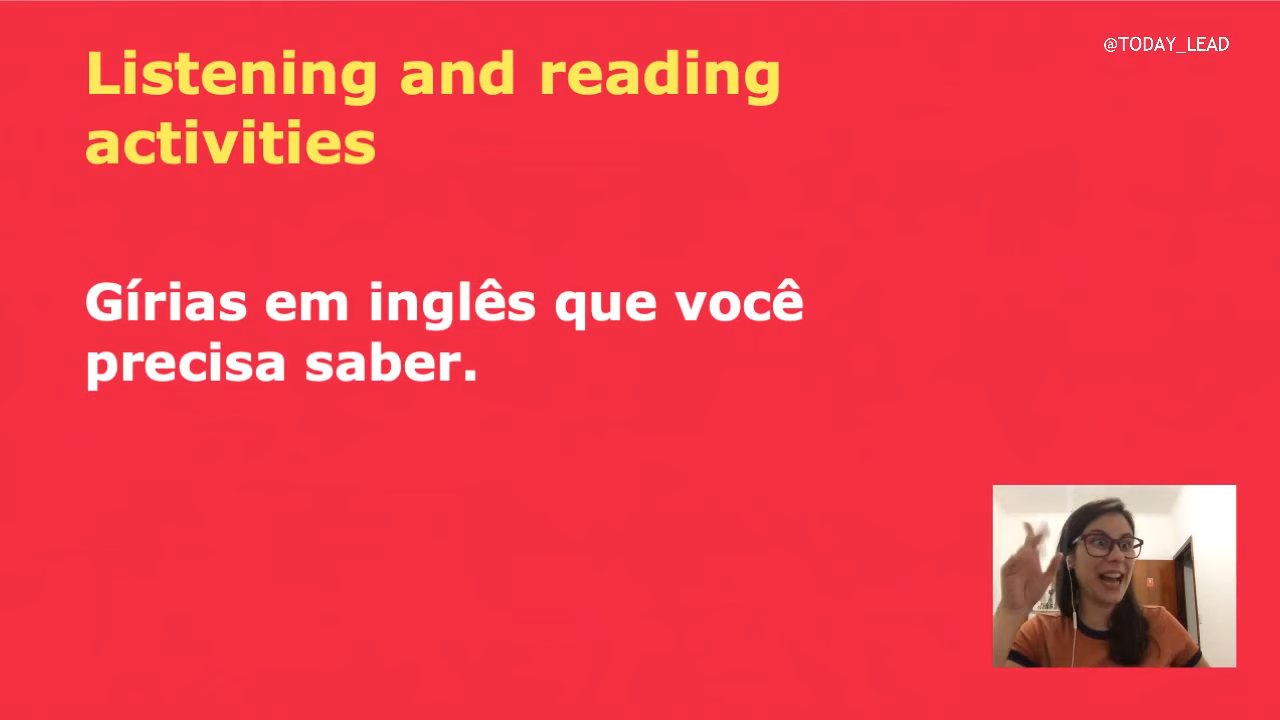 @TODAY_LEAD
Listening and reading
activities
Gírias em inglês que você
precisa saber.